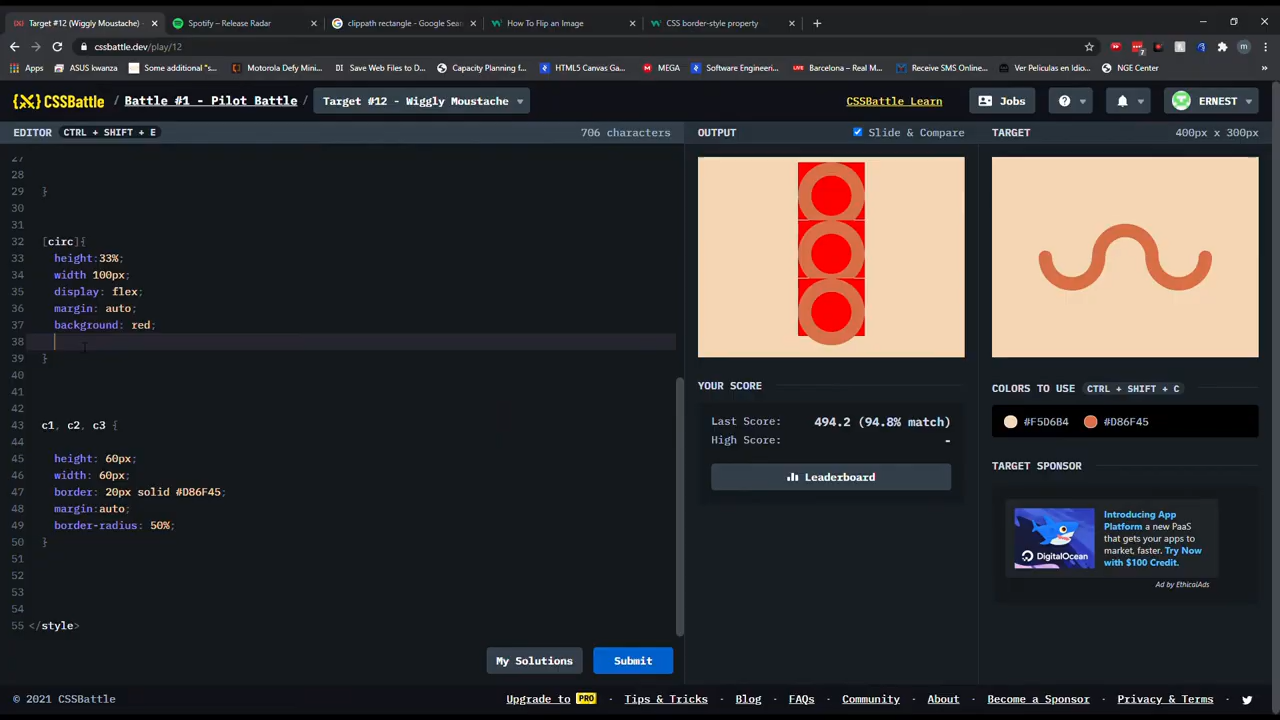 Target #12 (Wiggly Moustache)
Spotify – Release Radar
clippath rectangle - Google Sea
How To Flip an Image
CSS border-style property
cssbattle.dev/play/12
Apps
ASUS kwanza
Some additional "s...
Motorola Defy Wirel...
Save Web Files to D...
Capacity Planning f...
HTML5 Canvas Ga...
MEGA
Software Engineeri...
Barcelona – Real M...
Receive SMS Online...
Ver Peliculas en Idio...
NGE Center
»
CSSBattle / Battle #1 - Pilot Battle / Target #12 - Wiggly Moustache
CSSBattle Learn
Jobs
ERNEST
EDITOR CTRL + SHIFT + E 706 characters
OUTPUT Slide & Compare
TARGET 400px x 300px
27
28
29 }
30
31
32 [circ]{
33 height:33%;
34 width 100px;
35 display: flex;
36 margin: auto;
37 background: red;
38
39 }
40
41
42
43 c1, c2, c3 {
44
45 height: 60px;
46 width: 60px;
47 border: 20px solid #D86F45;
48 margin:auto;
49 border-radius: 50%;
50 }
51
52
53
54
55 </style>
YOUR SCORE
Last Score: 494.2 (94.8% match)
High Score: -
Leaderboard
COLORS TO USE CTRL + SHIFT + C
#F5D6B4 #D86F45
TARGET SPONSOR
Introducing App
Platform a new PaaS
that gets your apps to
market, faster. Try Now
with $100 Credit.
DigitalOcean
Ad by EthicalAds
My Solutions
Submit
© 2021 CSSBattle
Upgrade to PRO
Tips & Tricks
Blog
FAQs
Community
About
Become a Sponsor
Privacy & Terms